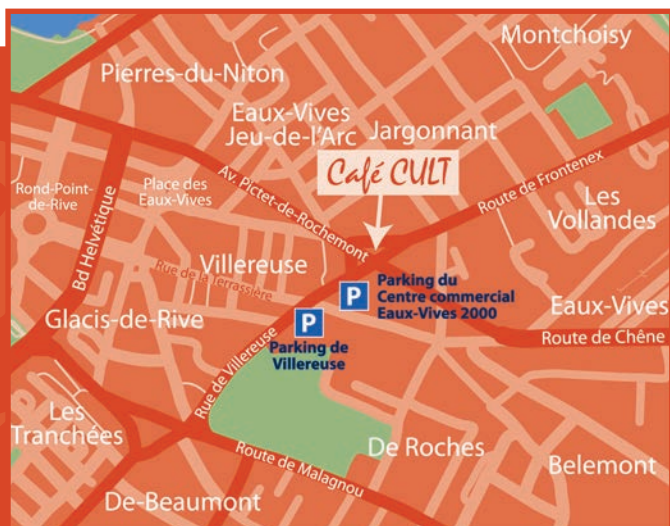 Montchoisy
Pierres-du-Niton
Eaux-Vives
Jeu-de-l'Arc
Jargonnant
Café CULT
Av. Pictet-de-Rochemont
Route de Frontenex
Rond-Point-
de-Rive
Place des
Eaux-Vives
Les
Vollandes
Bd Helvétique
Villereuse
Rue de la Terrassière
P
Parking du
Centre commercial
Eaux-Vives 2000
Eaux-Vives
Glacis-de-Rive
P
Parking de
Villereuse
Route de Chêne
Rue de Villereuse
Les
Tranchées
De Roches
Route de Malagnou
Belemont
De-Beaumont